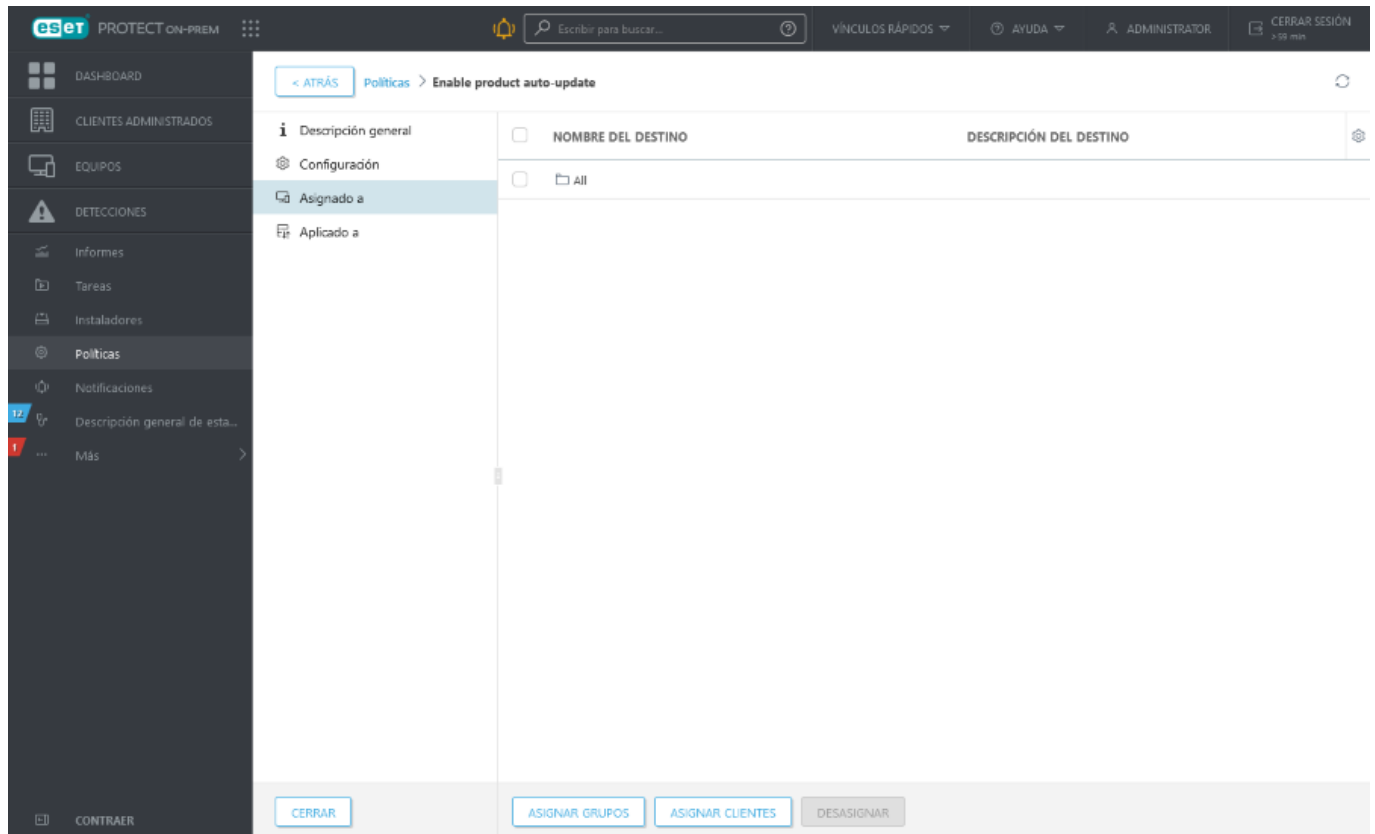 eset PROTECT ON-PREM
Escribir para buscar...
VÍNCULOS RÁPIDOS
AYUDA
ADMINISTRATOR
CERRAR SESIÓN
> 59 min
DASHBOARD
CLIENTES ADMINISTRADOS
EQUIPOS
DETECCIONES
Informes
Tareas
Instaladores
Políticas
Notificaciones
12 Descripción general de esta...
1 ... Más
CONTRAER
< ATRÁS
Políticas > Enable product auto-update
Descripción general
Configuración
Asignado a
Aplicado a
NOMBRE DEL DESTINO
DESCRIPCIÓN DEL DESTINO
All
CERRAR
ASIGNAR GRUPOS
ASIGNAR CLIENTES
DESASIGNAR